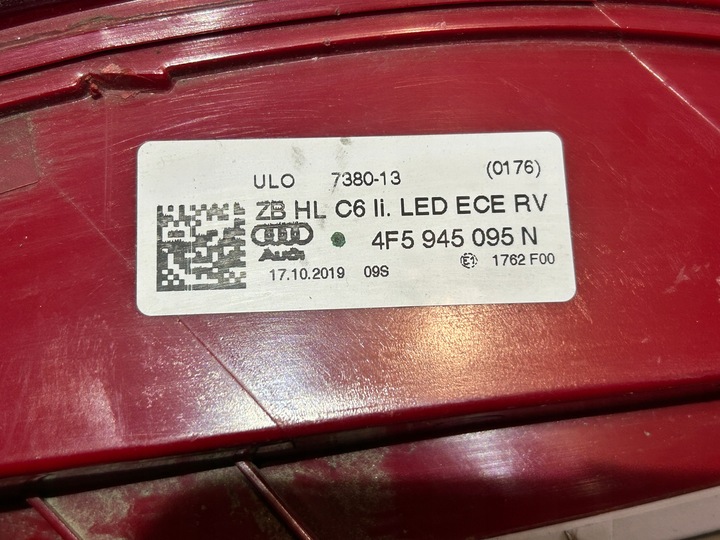 ULO 7380-13 (0176)
ZB HL C6 li. LED ECE RV
Audi 4F5 945 095 N
17.10.2019 09S E1 1762 F00